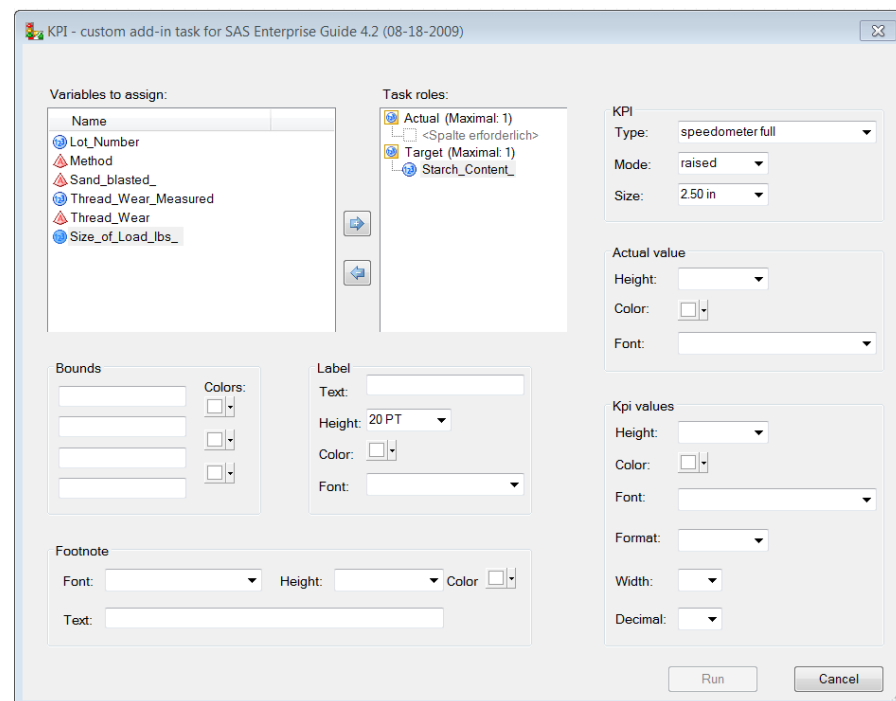 KPI - custom add-in task for SAS Enterprise Guide 4.2 (08-18-2009)
Variables to assign:
Name
Lot_Number
Method
Sand_blasted_
Thread_Wear_Measured
Thread_Wear
Size_of_Load_lbs_
Task roles:
Actual (Maximal: 1)
<Spalte erforderlich>
Target (Maximal: 1)
Starch_Content_
KPI
Type: speedometer full
Mode: raised
Size: 2.50 in
Actual value
Height:
Color:
Font:
Bounds
Colors:
Label
Text:
Height: 20 PT
Color:
Font:
Kpi values
Height:
Color:
Font:
Format:
Width:
Decimal:
Footnote
Font: Height: Color
Text:
Run Cancel